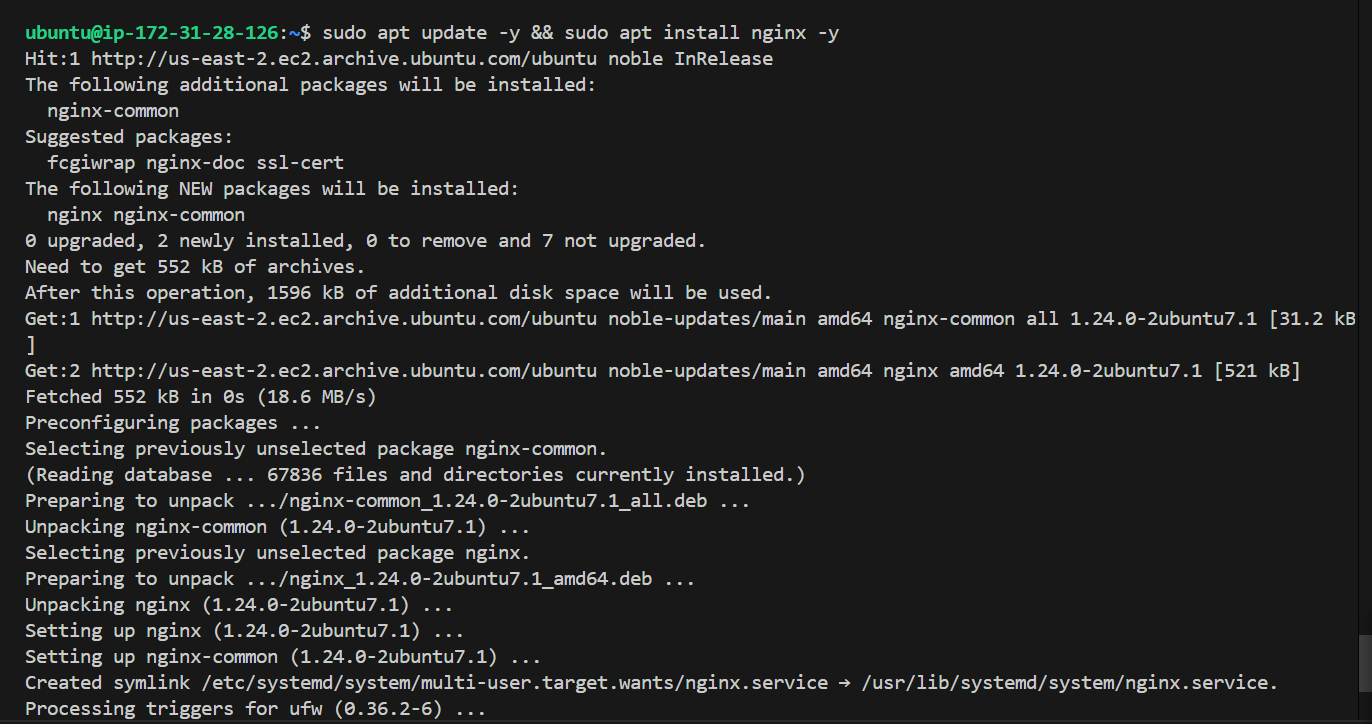 ubuntu@ip-172-31-28-126:~$ sudo apt update -y && sudo apt install nginx -y
Hit:1 http://us-east-2.ec2.archive.ubuntu.com/ubuntu noble InRelease
The following additional packages will be installed:
  nginx-common
Suggested packages:
  fcgiwrap nginx-doc ssl-cert
The following NEW packages will be installed:
  nginx nginx-common
0 upgraded, 2 newly installed, 0 to remove and 7 not upgraded.
Need to get 552 kB of archives.
After this operation, 1596 kB of additional disk space will be used.
Get:1 http://us-east-2.ec2.archive.ubuntu.com/ubuntu noble-updates/main amd64 nginx-common all 1.24.0-2ubuntu7.1 [31.2 kB
]
Get:2 http://us-east-2.ec2.archive.ubuntu.com/ubuntu noble-updates/main amd64 nginx amd64 1.24.0-2ubuntu7.1 [521 kB]
Fetched 552 kB in 0s (18.6 MB/s)
Preconfiguring packages ...
Selecting previously unselected package nginx-common.
(Reading database ... 67836 files and directories currently installed.)
Preparing to unpack .../nginx-common_1.24.0-2ubuntu7.1_all.deb ...
Unpacking nginx-common (1.24.0-2ubuntu7.1) ...
Selecting previously unselected package nginx.
Preparing to unpack .../nginx_1.24.0-2ubuntu7.1_amd64.deb ...
Unpacking nginx (1.24.0-2ubuntu7.1) ...
Setting up nginx (1.24.0-2ubuntu7.1) ...
Setting up nginx-common (1.24.0-2ubuntu7.1) ...
Created symlink /etc/systemd/system/multi-user.target.wants/nginx.service → /usr/lib/systemd/system/nginx.service.
Processing triggers for ufw (0.36.2-6) ...